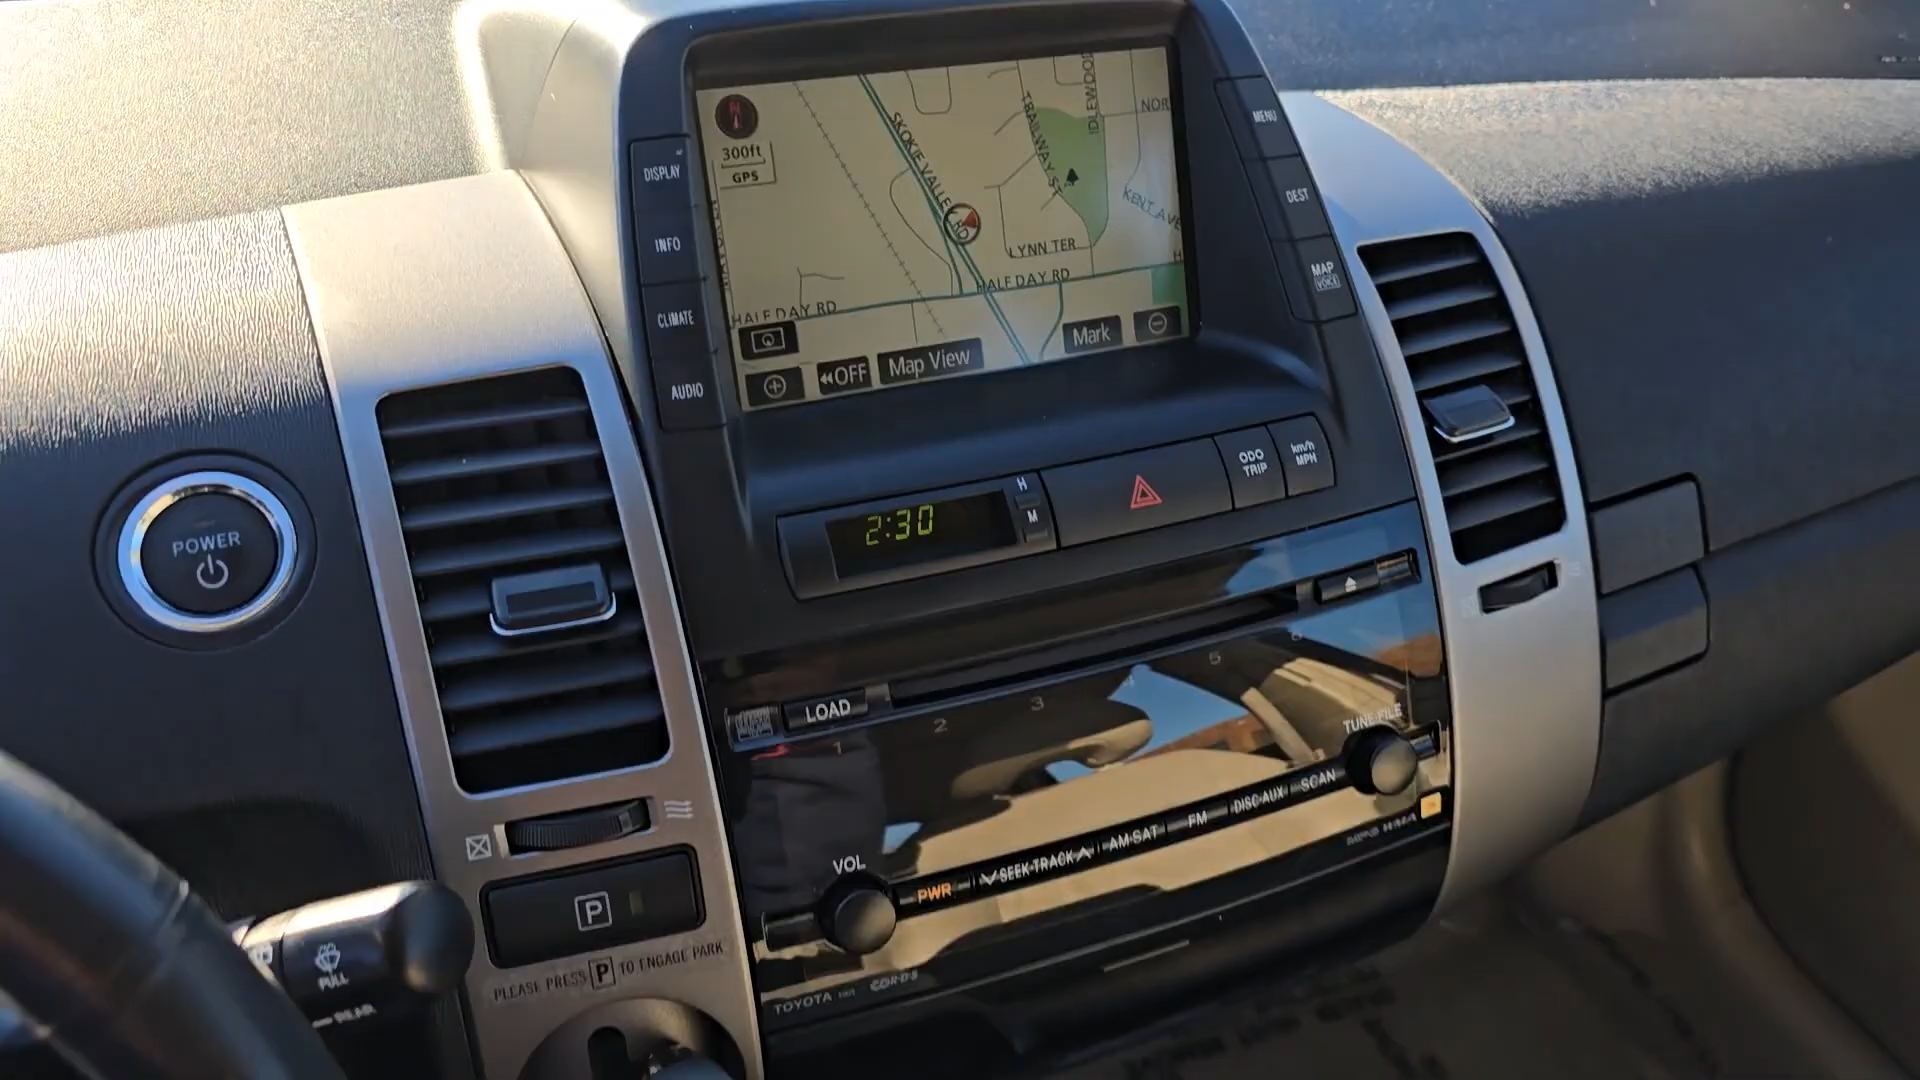 DISPLAY
INFO
CLIMATE
AUDIO
N
300ft
GPS
SKOKIE VALLEY RD
TRAILWAY ST
IDLEWOOD
NOR
KENT AVE
LYNN TER
HALF DAY RD
HALF DAY RD
H
OFF
Map View
Mark
MENU
DEST
MAP
VOICE
POWER
2:30
H
M
ODO
TRIP
km/h
MPH
LOAD
1
2
3
4
5
6
TUNE·FILE
VOL
PWR
SEEK·TRACK
AM·SAT
FM
DISC·AUX
SCAN
P
PLEASE PRESS P TO ENGAGE PARK
PULL
REAR
TOYOTA